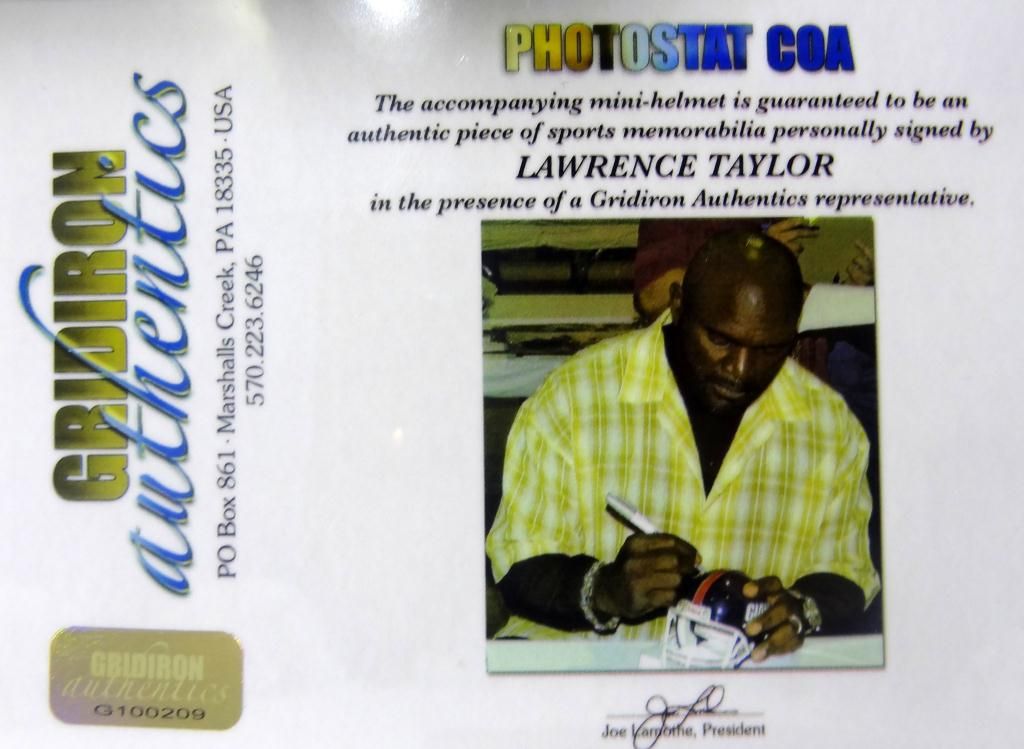 PHOTOSTAT COA
The accompanying mini-helmet is guaranteed to be an
authentic piece of sports memorabilia personally signed by
LAWRENCE TAYLOR
in the presence of a Gridiron Authentics representative.
GRIDIRON
authentics
PO Box 861 · Marshalls Creek, PA 18335 · USA
570.223.6246
GRIDIRON
authentics
G100209
Joe Lamothe, President